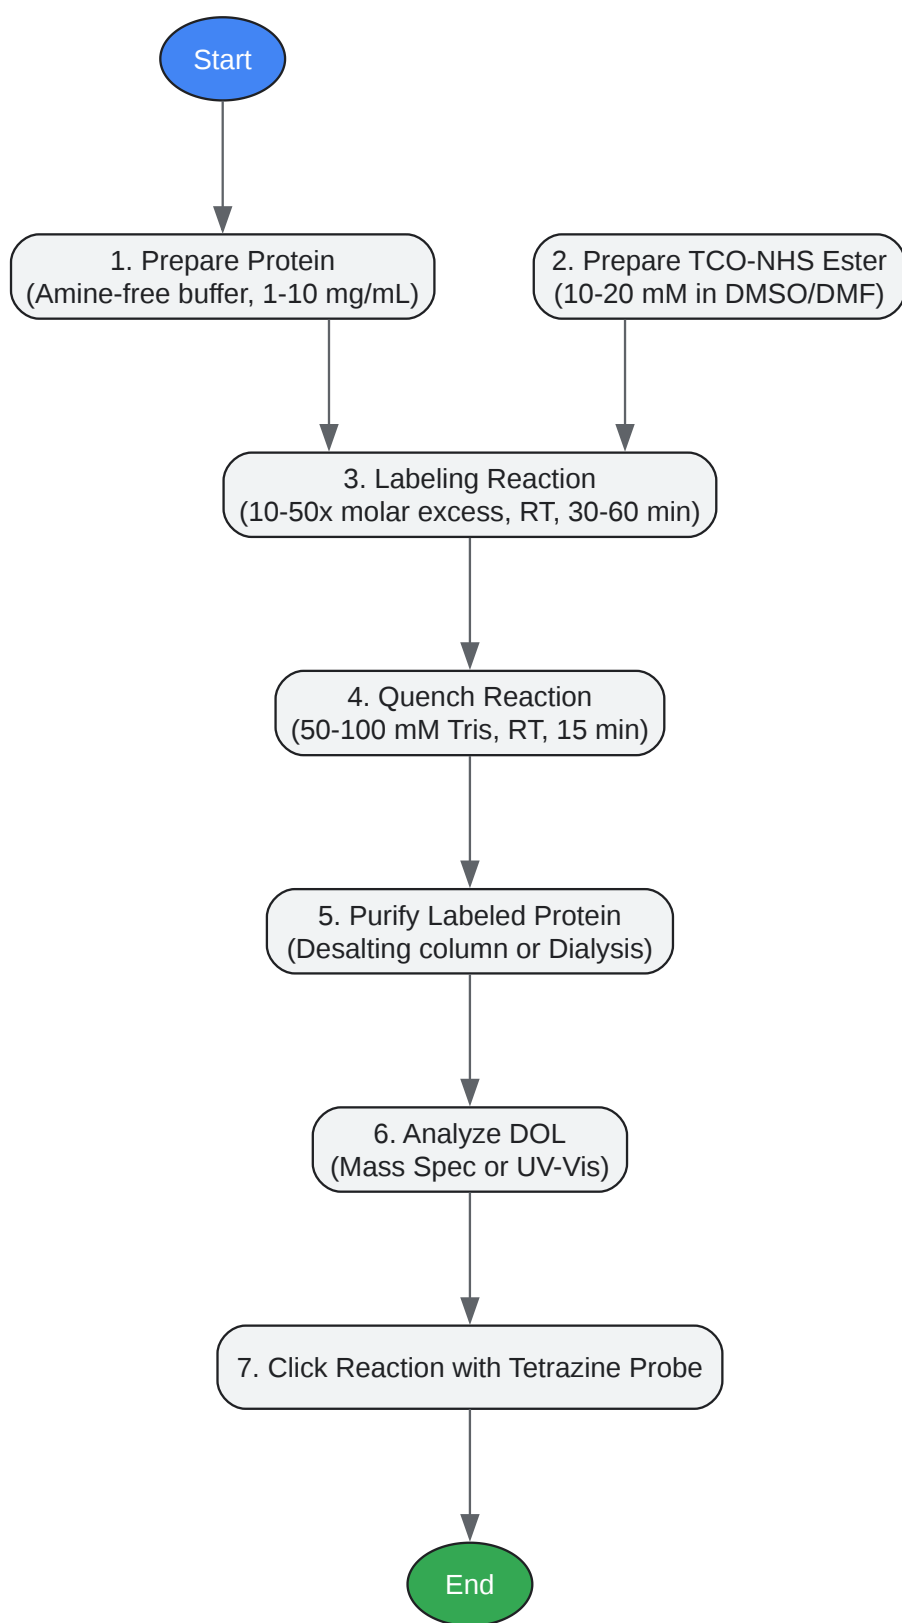 Start
1. Prepare Protein
(Amine-free buffer, 1-10 mg/mL)
2. Prepare TCO-NHS Ester
(10-20 mM in DMSO/DMF)
3. Labeling Reaction
(10-50x molar excess, RT, 30-60 min)
4. Quench Reaction
(50-100 mM Tris, RT, 15 min)
5. Purify Labeled Protein
(Desalting column or Dialysis)
6. Analyze DOL
(Mass Spec or UV-Vis)
7. Click Reaction with Tetrazine Probe
End